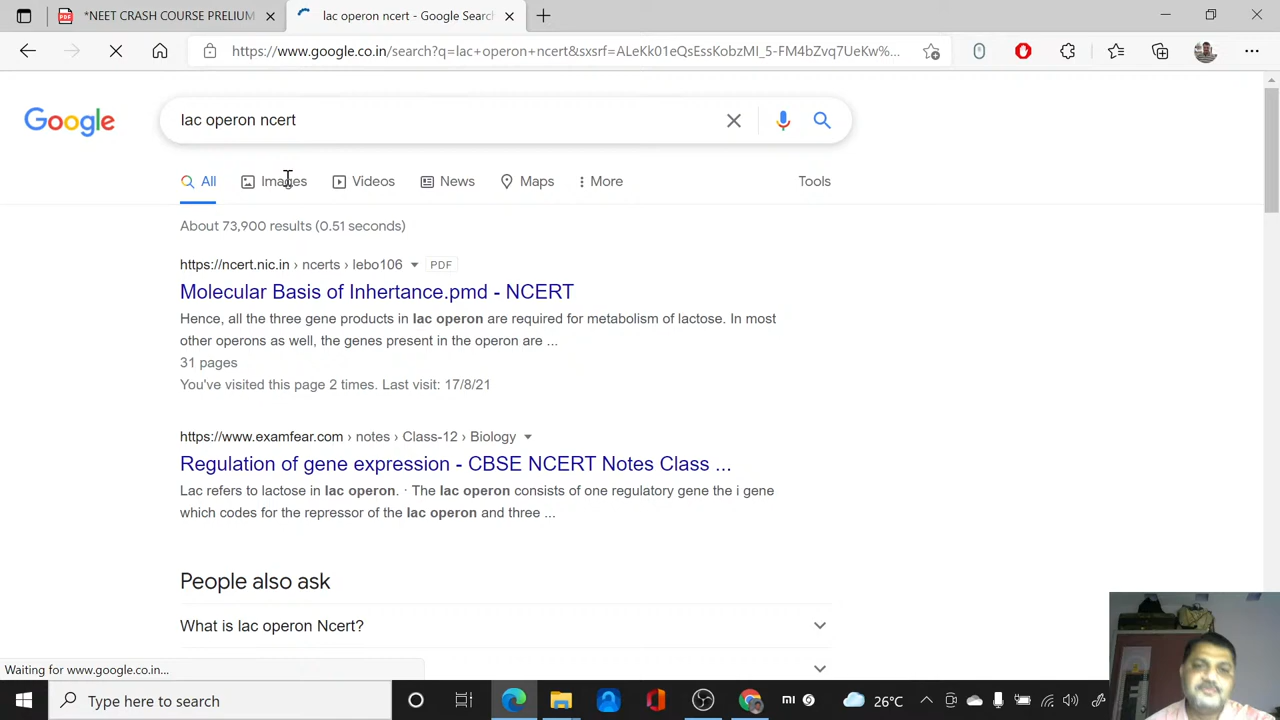 *NEET CRASH COURSE PRELIUM
lac operon ncert - Google Search
https://www.google.co.in/search?q=lac+operon+ncert&sxsrf=ALeKk01eQsEssKobzMI_5-FM4bZvq7UeKw%...
Google
lac operon ncert
All
Images
Videos
News
Maps
More
Tools
About 73,900 results (0.51 seconds)
https://ncert.nic.in › ncerts › lebo106 PDF
Molecular Basis of Inhertance.pmd - NCERT
Hence, all the three gene products in lac operon are required for metabolism of lactose. In most
other operons as well, the genes present in the operon are ...
31 pages
You've visited this page 2 times. Last visit: 17/8/21
https://www.examfear.com › notes › Class-12 › Biology
Regulation of gene expression - CBSE NCERT Notes Class ...
Lac refers to lactose in lac operon. · The lac operon consists of one regulatory gene the i gene
which codes for the repressor of the lac operon and three ...
People also ask
What is lac operon Ncert?
Waiting for www.google.co.in...
Type here to search
mi
26°C